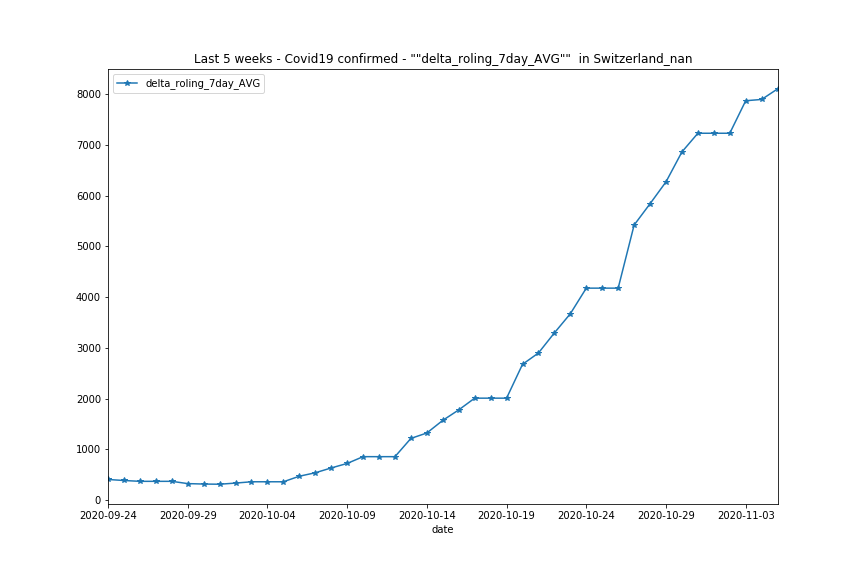 Last 5 weeks - Covid19 confirmed - ""delta_roling_7day_AVG""  in Switzerland_nan
delta_roling_7day_AVG
8000
7000
6000
5000
4000
3000
2000
1000
0
2020-09-24 2020-09-29 2020-10-04 2020-10-09 2020-10-14 2020-10-19 2020-10-24 2020-10-29 2020-11-03
date